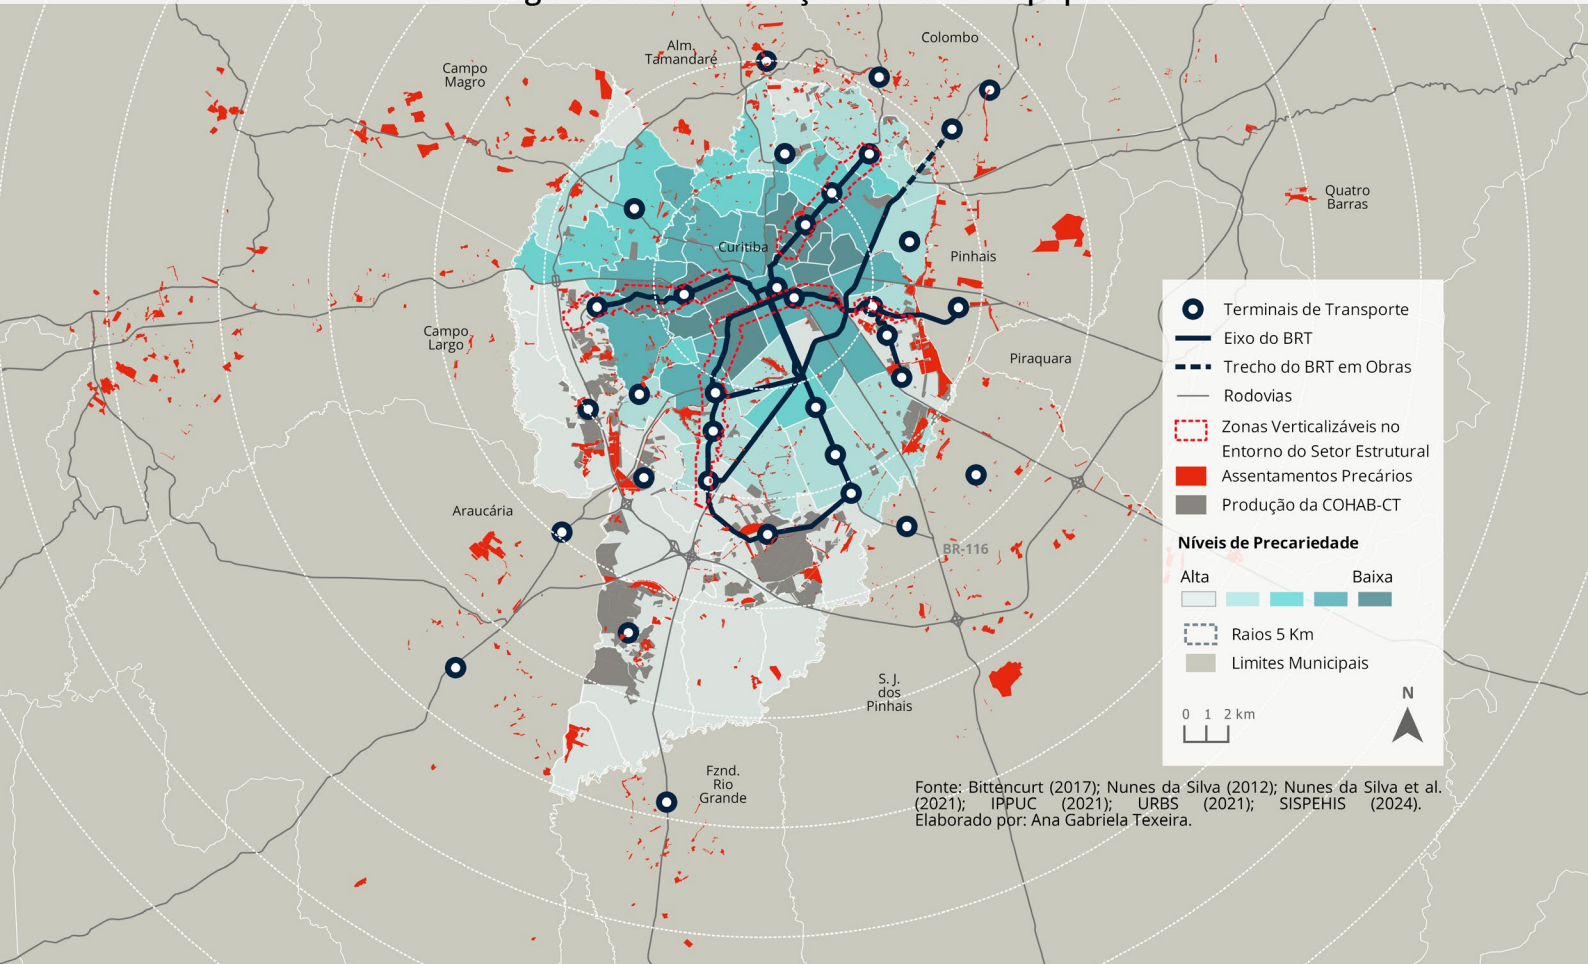 Colombo
Alm.
Tamandaré
Campo
Magro
Quatro
Barras
Curitiba
Pinhais
Campo
Largo
Piraquara
Araucária
BR-116
S. J.
dos
Pinhais
Fznd.
Rio
Grande
Terminais de Transporte
Eixo do BRT
Trecho do BRT em Obras
Rodovias
Zonas Verticalizáveis no
Entorno do Setor Estrutural
Assentamentos Precários
Produção da COHAB-CT
Níveis de Precariedade
Alta Baixa
Raios 5 Km
Limites Municipais
N
0 1 2 km
Fonte: Bittencurt (2017); Nunes da Silva (2012); Nunes da Silva et al.
(2021); IPPUC (2021); URBS (2021); SISPEHIS (2024).
Elaborado por: Ana Gabriela Texeira.